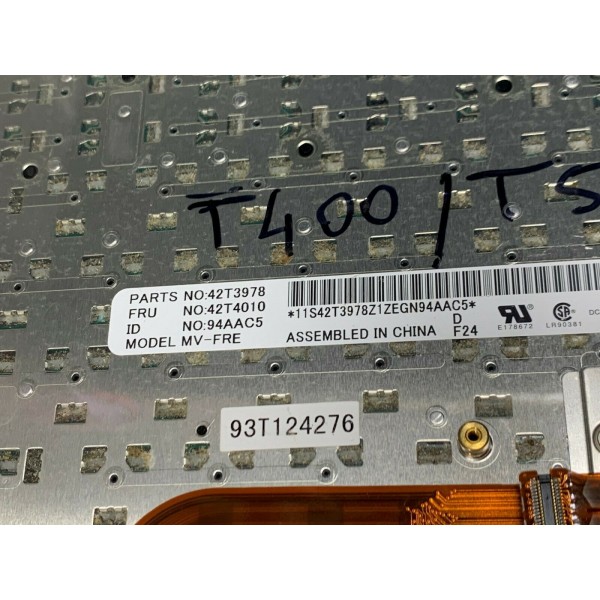 T400/T5
PARTS NO:42T3978
FRU NO:42T4010
ID NO:94AAC5
MODEL MV-FRE
*11S42T3978Z1ZEGN94AAC5*
D
ASSEMBLED IN CHINA F24
E178672
LR90381
DC
93T124276